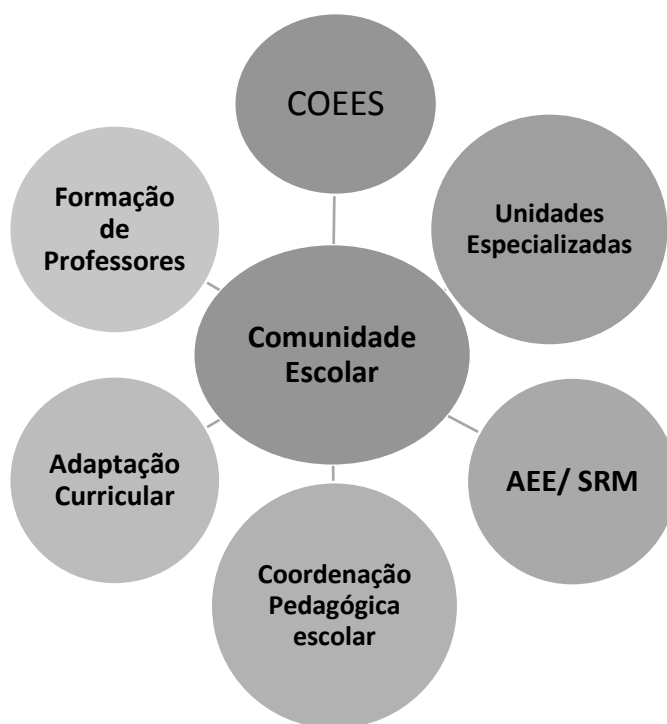 COEES
Unidades
Especializadas
AEE/ SRM
Coordenação
Pedagógica
escolar
Adaptação
Curricular
Formação
de
Professores
Comunidade
Escolar